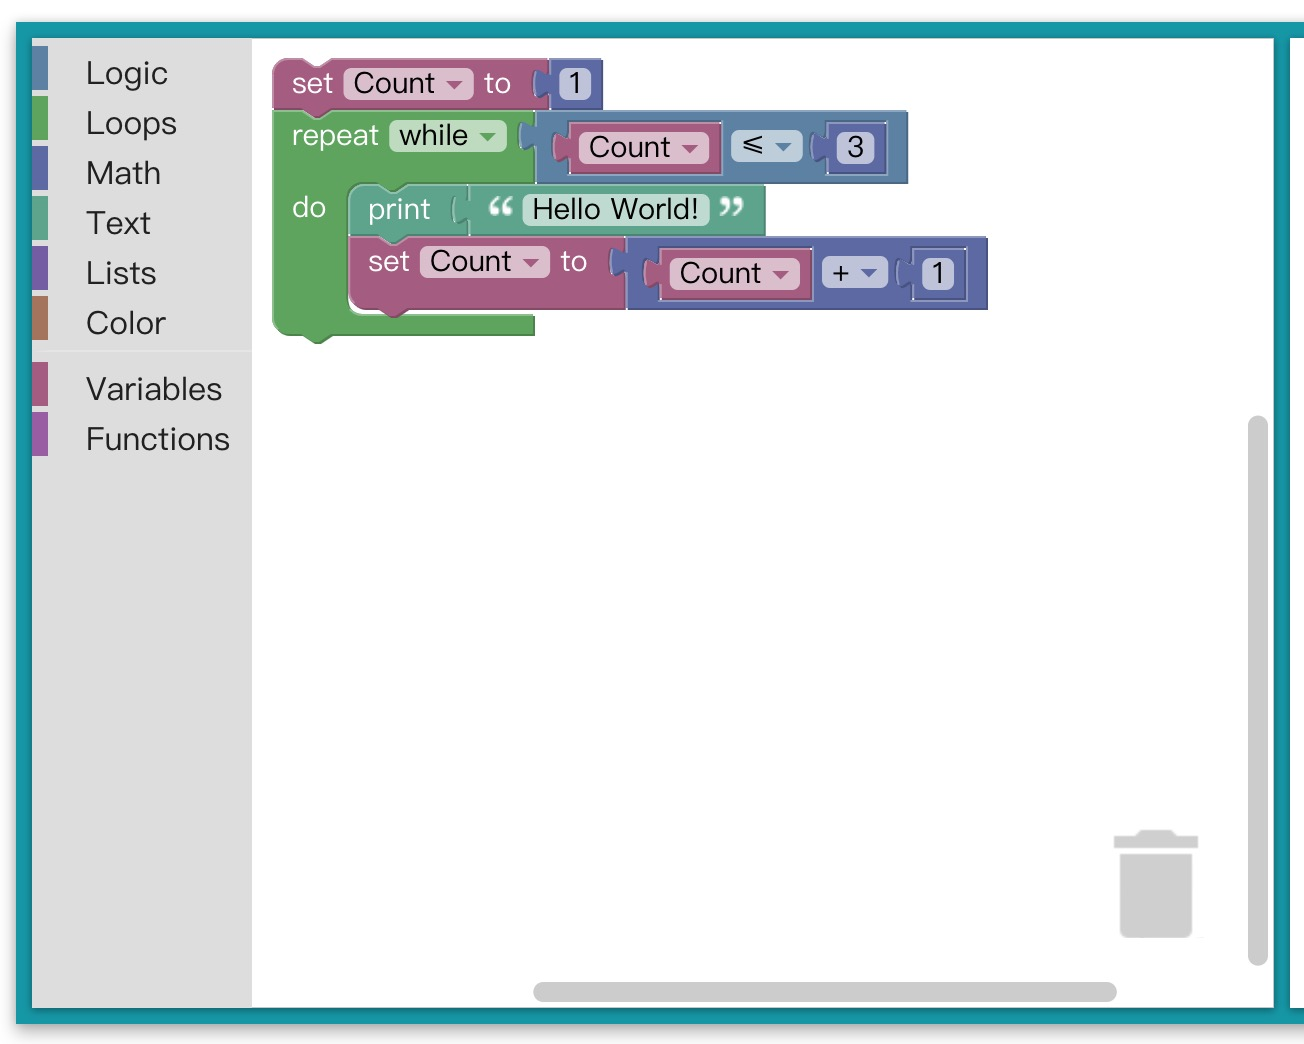 Logic
Loops
Math
Text
Lists
Color
Variables
Functions
set Count to 1
repeat while Count ≤ 3
do print “ Hello World! ”
set Count to Count + 1